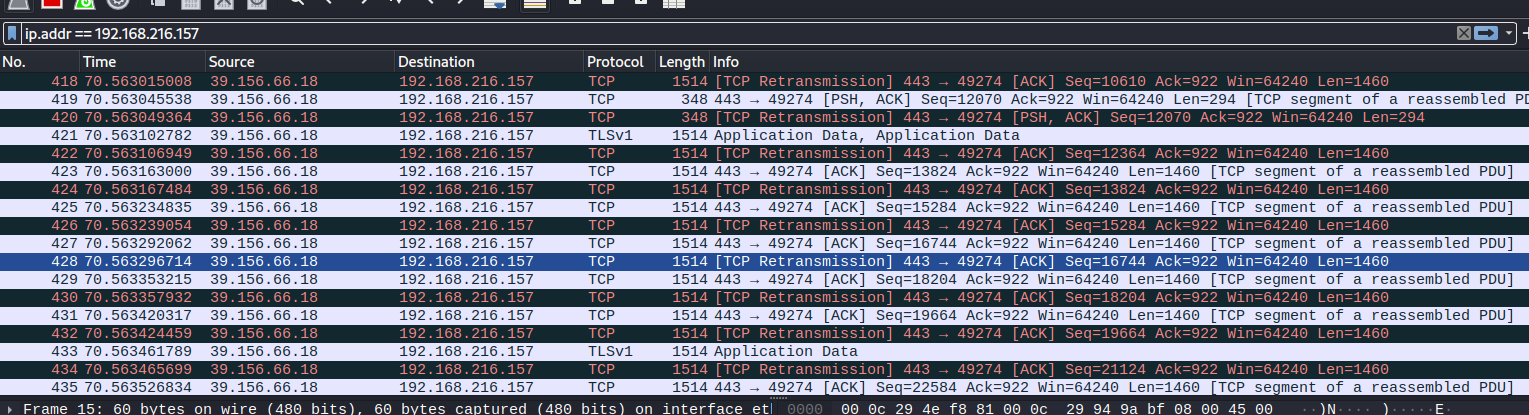 ip.addr == 192.168.216.157
No. Time Source Destination Protocol Length Info
418 70.563015008 39.156.66.18 192.168.216.157 TCP 1514 [TCP Retransmission] 443 → 49274 [ACK] Seq=10610 Ack=922 Win=64240 Len=1460
419 70.563045538 39.156.66.18 192.168.216.157 TCP 348 443 → 49274 [PSH, ACK] Seq=12070 Ack=922 Win=64240 Len=294 [TCP segment of a reassembled PD
420 70.563049364 39.156.66.18 192.168.216.157 TCP 348 [TCP Retransmission] 443 → 49274 [PSH, ACK] Seq=12070 Ack=922 Win=64240 Len=294
421 70.563102782 39.156.66.18 192.168.216.157 TLSv1 1514 Application Data, Application Data
422 70.563106949 39.156.66.18 192.168.216.157 TCP 1514 [TCP Retransmission] 443 → 49274 [ACK] Seq=12364 Ack=922 Win=64240 Len=1460
423 70.563163000 39.156.66.18 192.168.216.157 TCP 1514 443 → 49274 [ACK] Seq=13824 Ack=922 Win=64240 Len=1460 [TCP segment of a reassembled PDU]
424 70.563167484 39.156.66.18 192.168.216.157 TCP 1514 [TCP Retransmission] 443 → 49274 [ACK] Seq=13824 Ack=922 Win=64240 Len=1460
425 70.563234835 39.156.66.18 192.168.216.157 TCP 1514 443 → 49274 [ACK] Seq=15284 Ack=922 Win=64240 Len=1460 [TCP segment of a reassembled PDU]
426 70.563239054 39.156.66.18 192.168.216.157 TCP 1514 [TCP Retransmission] 443 → 49274 [ACK] Seq=15284 Ack=922 Win=64240 Len=1460
427 70.563292062 39.156.66.18 192.168.216.157 TCP 1514 443 → 49274 [ACK] Seq=16744 Ack=922 Win=64240 Len=1460 [TCP segment of a reassembled PDU]
428 70.563296714 39.156.66.18 192.168.216.157 TCP 1514 [TCP Retransmission] 443 → 49274 [ACK] Seq=16744 Ack=922 Win=64240 Len=1460
429 70.563353215 39.156.66.18 192.168.216.157 TCP 1514 443 → 49274 [ACK] Seq=18204 Ack=922 Win=64240 Len=1460 [TCP segment of a reassembled PDU]
430 70.563357932 39.156.66.18 192.168.216.157 TCP 1514 [TCP Retransmission] 443 → 49274 [ACK] Seq=18204 Ack=922 Win=64240 Len=1460
431 70.563420317 39.156.66.18 192.168.216.157 TCP 1514 443 → 49274 [ACK] Seq=19664 Ack=922 Win=64240 Len=1460 [TCP segment of a reassembled PDU]
432 70.563424459 39.156.66.18 192.168.216.157 TCP 1514 [TCP Retransmission] 443 → 49274 [ACK] Seq=19664 Ack=922 Win=64240 Len=1460
433 70.563461789 39.156.66.18 192.168.216.157 TLSv1 1514 Application Data
434 70.563465699 39.156.66.18 192.168.216.157 TCP 1514 [TCP Retransmission] 443 → 49274 [ACK] Seq=21124 Ack=922 Win=64240 Len=1460
435 70.563526834 39.156.66.18 192.168.216.157 TCP 1514 443 → 49274 [ACK] Seq=22584 Ack=922 Win=64240 Len=1460 [TCP segment of a reassembled PDU]
Frame 15: 60 bytes on wire (480 bits), 60 bytes captured (480 bits) on interface et 0000 00 0c 29 4e f8 81 00 0c 29 94 9a bf 08 00 45 00 ··)N···· )·····E·